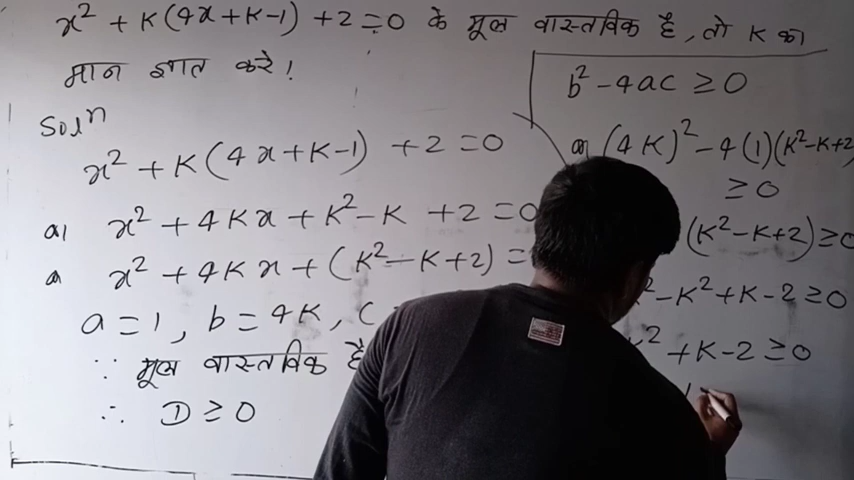 x² + K(4x+K-1) + 2 = 0 के मूल वास्तविक है, तो K का
मान ज्ञात करे!
Solⁿ
x² + K(4x+K-1) + 2 = 0
या x² + 4Kx + K² - K + 2 = 0
या x² + 4Kx + (K² - K + 2) =
a = 1, b = 4K, C
∵ मूल वास्तविक है
∴ D ≥ 0
b² - 4ac ≥ 0
या (4K)² - 4(1)(K² - K + 2)
≥ 0
(K² - K + 2) ≥ 0
² - K² + K - 2 ≥ 0
² + K - 2 ≥ 0